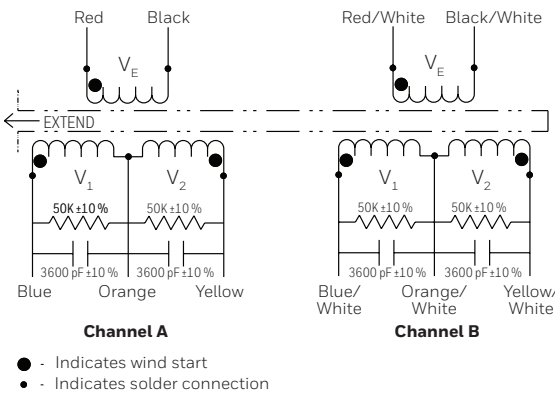 Red Black Red/White Black/White
V_E V_E
EXTEND
V_1 V_2 V_1 V_2
50K±10 % 50K±10 % 50K±10 % 50K±10 %
3600 pF±10 % 3600 pF±10 % 3600 pF±10 % 3600 pF±10 %
Blue Orange Yellow Blue/ Orange/ Yellow/
White White White
Channel A Channel B
- Indicates wind start
- Indicates solder connection